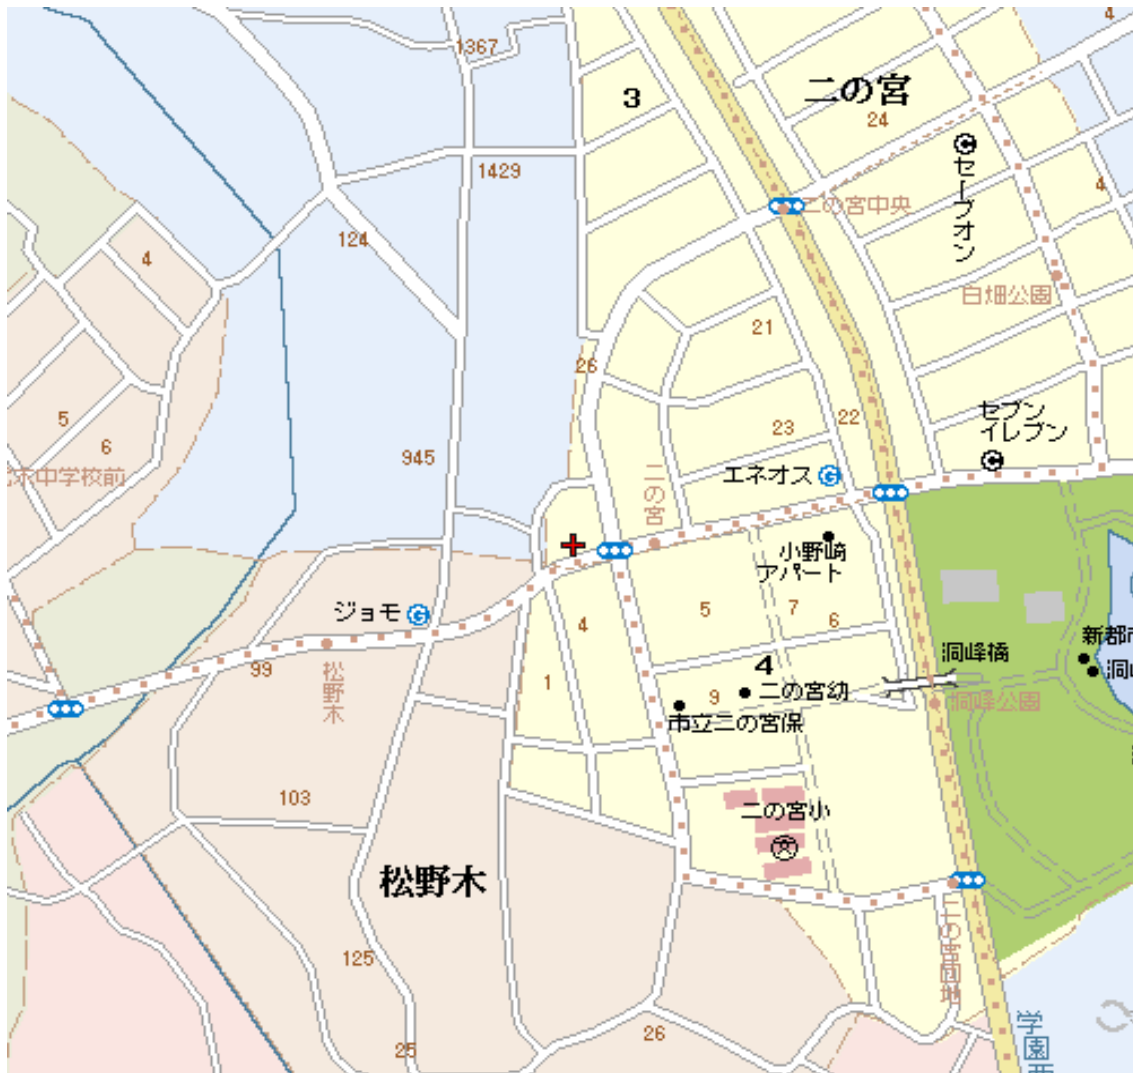 4
1367
3
二の宮
24
セーブオン
1429
4
二の宮中央
124
4
白畑公園
21
26
セブン
イレブン
5
23
22
6
945
エネオス
二の宮
小野崎
アパート
ジョモ
4
5
7
6
新都市
洞峰橋
99
松野木
1
4
9
二の宮幼
洞峰公園
市立二の宮保
103
二の宮小
文
松野木
二の宮団地
125
25
26
学園西